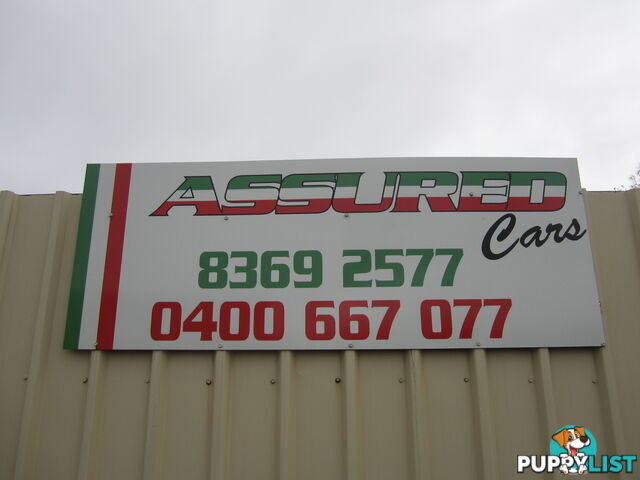 ASSURED
Cars
8369 2577
0400 667 077
PUPPYLIST